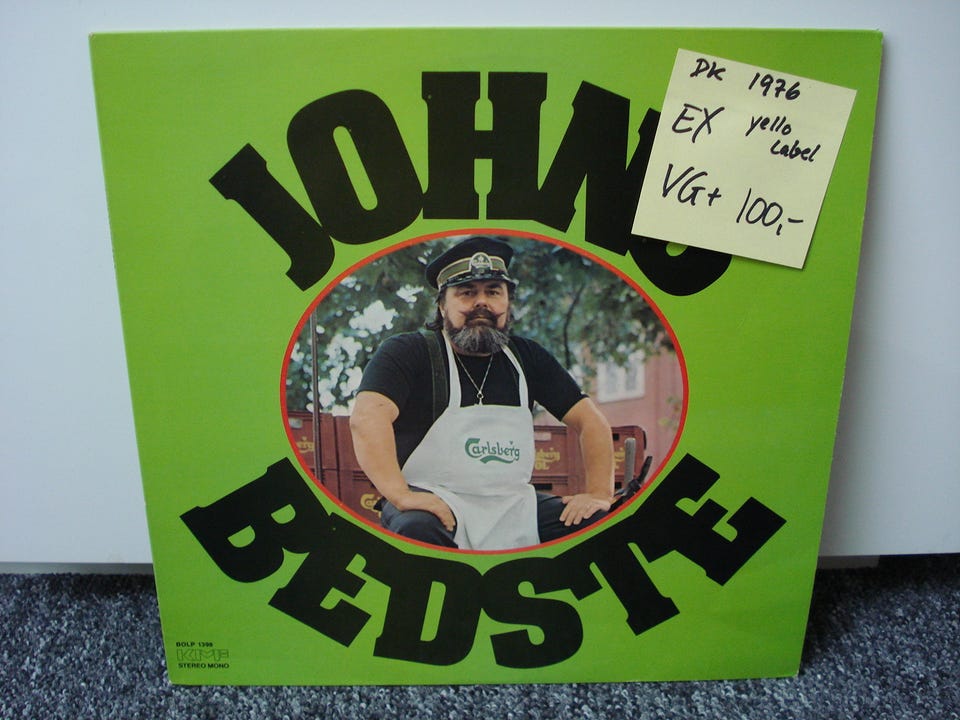 JOHNS
BEDSTE
DK 1976
EX yello
Label
VG+ 100,-
Carlsberg
BOLP 1398
KMF
STEREO MONO